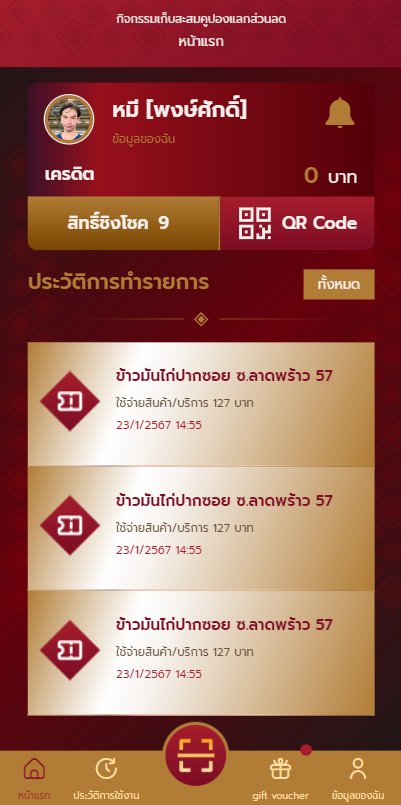 กิจกรรมเก็บสะสมคูปองแลกส่วนลด
หน้าแรก
หมี [พงษ์ศักดิ์]
ข้อมูลของฉัน
เครดิต
0 บาท
สิทธิ์ชิงโชค 9
QR Code
ประวัติการทำรายการ
ทั้งหมด
ข้าวมันไก่ปากซอย ซ.ลาดพร้าว 57
ใช้จ่ายสินค้า/บริการ 127 บาท
23/1/2567 14:55
ข้าวมันไก่ปากซอย ซ.ลาดพร้าว 57
ใช้จ่ายสินค้า/บริการ 127 บาท
23/1/2567 14:55
ข้าวมันไก่ปากซอย ซ.ลาดพร้าว 57
ใช้จ่ายสินค้า/บริการ 127 บาท
23/1/2567 14:55
หน้าแรก
ประวัติการใช้งาน
gift voucher
ข้อมูลของฉัน